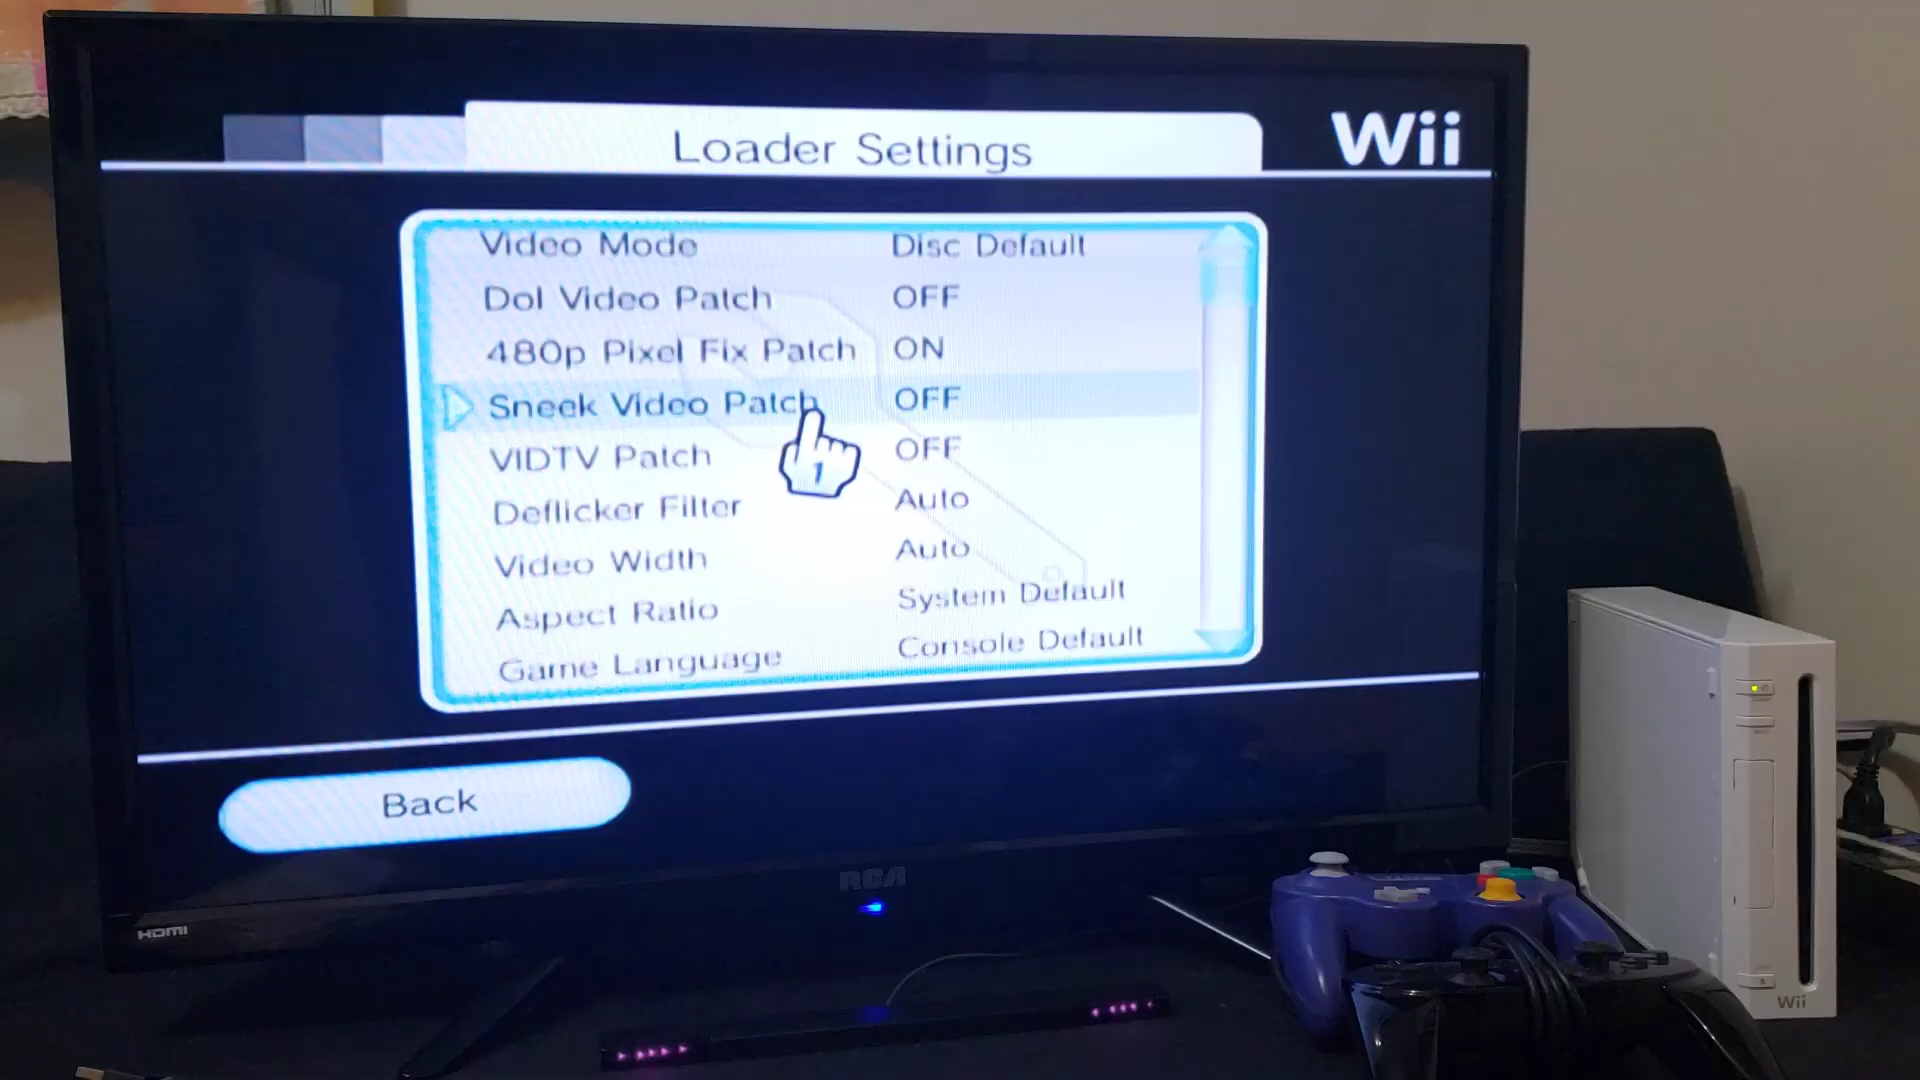 Loader Settings
Wii
Video Mode Disc Default
Dol Video Patch OFF
480p Pixel Fix Patch ON
Sneek Video Patch OFF
VIDTV Patch OFF
Deflicker Filter Auto
Video Width Auto
Aspect Ratio System Default
Game Language Console Default
1
Back
RCA
HDMI
Wii